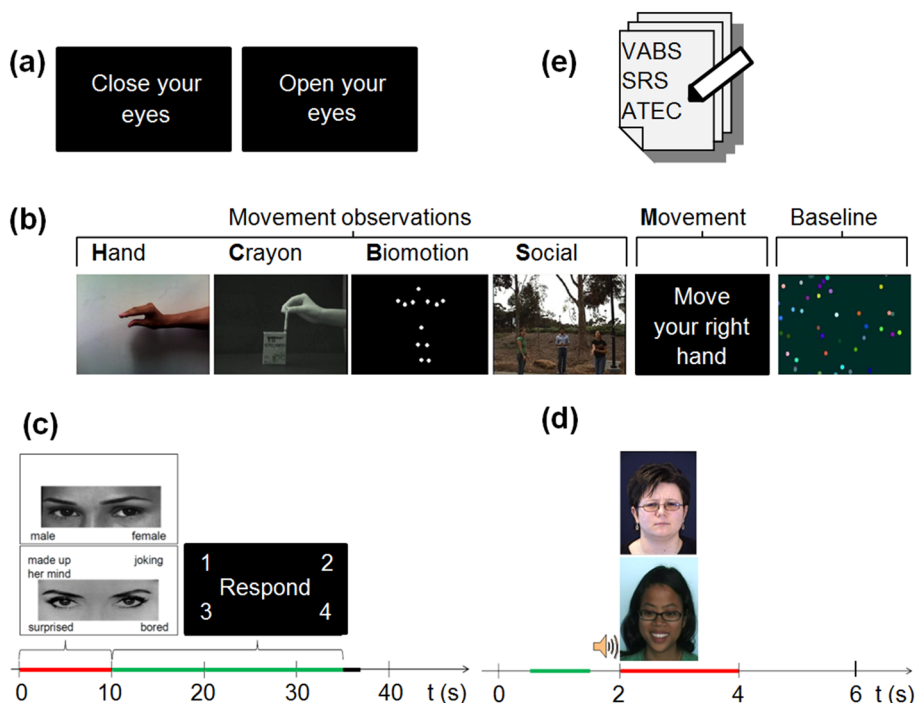 (a)
Close your
eyes
Open your
eyes
(e)
VABS
SRS
ATEC
(b)
Movement observations
Movement
Baseline
Hand
Crayon
Biomotion
Social
Move
your right
hand
(c)
male
female
made up
her mind
joking
surprised
bored
1
2
Respond
3
4
0
10
20
30
40
t (s)
(d)
0
2
4
6
t (s)